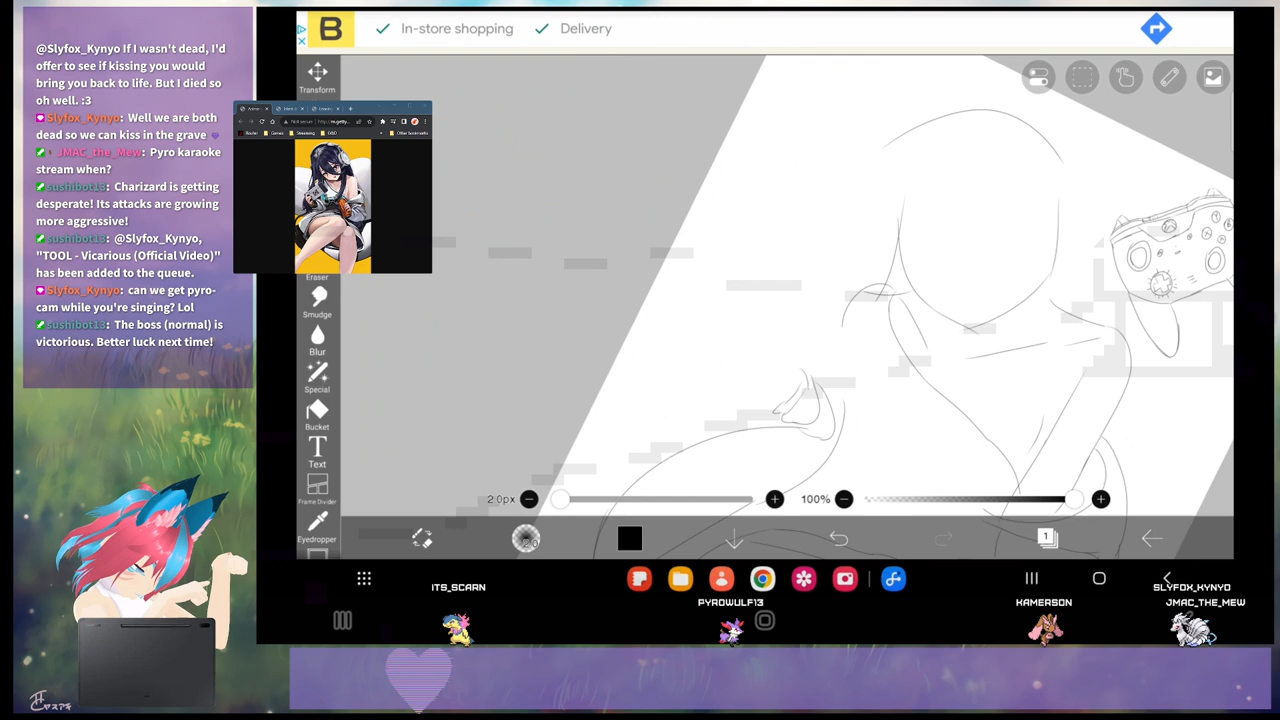 @Slyfox_Kynyo If I wasn't dead, I'd
offer to see if kissing you would
bring you back to life. But I died so
oh well. :3
Slyfox_Kynyo: Well we are both
dead so we can kiss in the grave
JMAC_the_Mew: Pyro karaoke
stream when?
sushibot13: Charizard is getting
desperate! Its attacks are growing
more aggressive!
sushibot13: @Slyfox_Kynyo,
"TOOL - Vicarious (Official Video)"
has been added to the queue.
Slyfox_Kynyo: can we get pyro-
cam while you're singing? Lol
sushibot13: The boss (normal) is
victorious. Better luck next time!
B
In-store shopping
Delivery
Transform
Other bookmarks
Eraser
Smudge
Blur
Special
Bucket
T
Text
Frame Divider
Eyedropper
2.0px
100%
1
ITS_SCARN
PYROWULF13
KAMERSON
SLYFOX_KYNYO
JMAC_THE_MEW